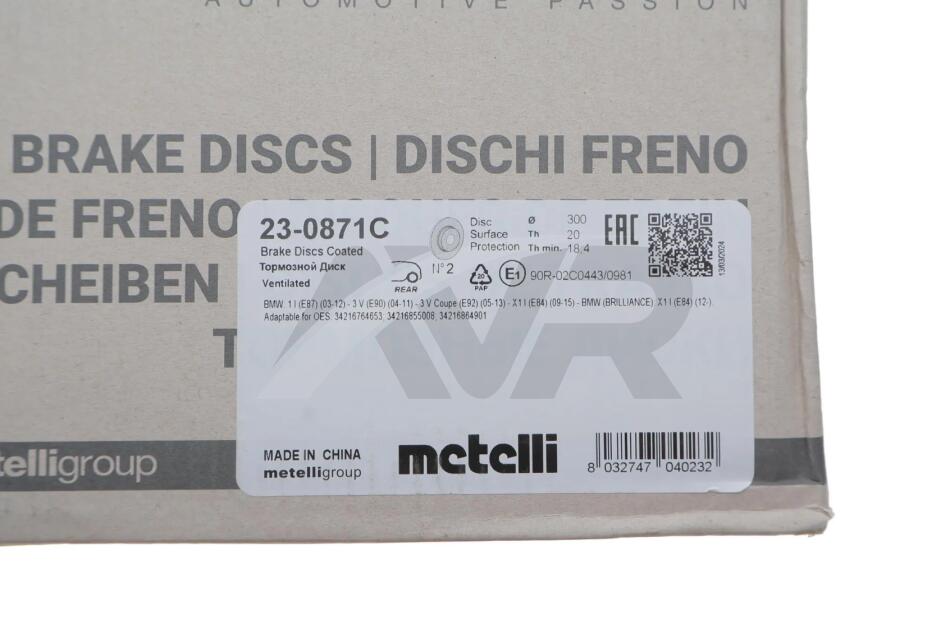 AUTOMOTIVE PASSION
BRAKE DISCS | DISCHI FRENO
DE FRENO
CHEIBEN
T
23-0871C
Brake Discs Coated
Тормозной Диск
Ventilated
REAR
N° 2
Disc Surface Protection
ø 300
Th 20
Th min. 18,4
EAC
13/03/2024
20
PAP
E1 90R-02C0443/0981
BMW: 1 I (E87) (03-12) - 3 V (E90) (04-11) - 3 V Coupe (E92) (05-13) - X1 I (E84) (09-15) - BMW (BRILLIANCE): X1 I (E84) (12-).
Adaptable for OES: 34216764653; 34216855008; 34216864901
AVR
MADE IN CHINA
metelligroup
metelli
8 032747 040232
telligroup